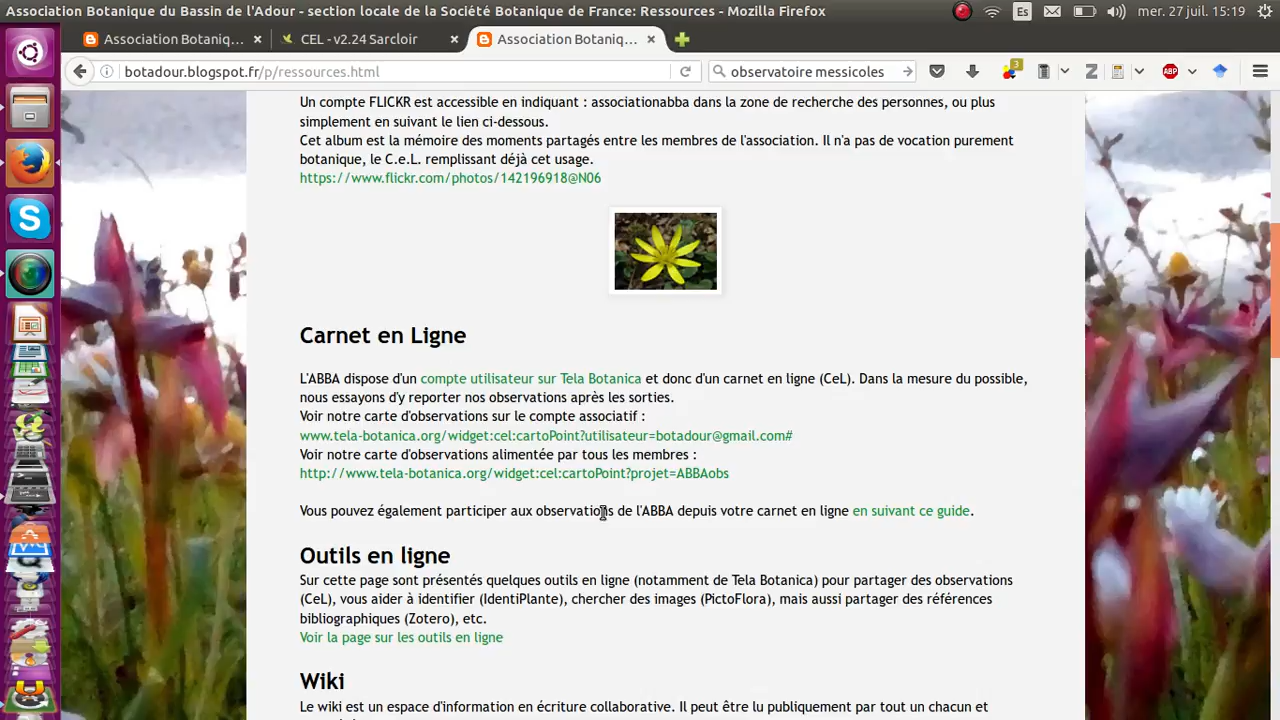 Association Botanique du Bassin de l'Adour - section locale de la Société Botanique de France: Ressources - Mozilla Firefox
Es
mer. 27 juil. 15:19
Association Botaniq... ×
CEL - v2.24 Sarcloir ×
Association Botaniq... ×
botadour.blogspot.fr/p/ressources.html
observatoire messicoles
3
ABP
Un compte FLICKR est accessible en indiquant : associationabba dans la zone de recherche des personnes, ou plus
simplement en suivant le lien ci-dessous.
Cet album est la mémoire des moments partagés entre les membres de l'association. Il n'a pas de vocation purement
botanique, le C.e.L. remplissant déjà cet usage.
https://www.flickr.com/photos/142196918@N06
Carnet en Ligne
L'ABBA dispose d'un compte utilisateur sur Tela Botanica et donc d'un carnet en ligne (CeL). Dans la mesure du possible,
nous essayons d'y reporter nos observations après les sorties.
Voir notre carte d'observations sur le compte associatif :
www.tela-botanica.org/widget:cel:cartoPoint?utilisateur=botadour@gmail.com#
Voir notre carte d'observations alimentée par tous les membres :
http://www.tela-botanica.org/widget:cel:cartoPoint?projet=ABBAobs
Vous pouvez également participer aux observations de l'ABBA depuis votre carnet en ligne en suivant ce guide.
Outils en ligne
Sur cette page sont présentés quelques outils en ligne (notamment de Tela Botanica) pour partager des observations
(CeL), vous aider à identifier (IdentiPlante), chercher des images (PictoFlora), mais aussi partager des références
bibliographiques (Zotero), etc.
Voir la page sur les outils en ligne
Wiki
Le wiki est un espace d'information en écriture collaborative. Il peut être lu publiquement par tout un chacun et